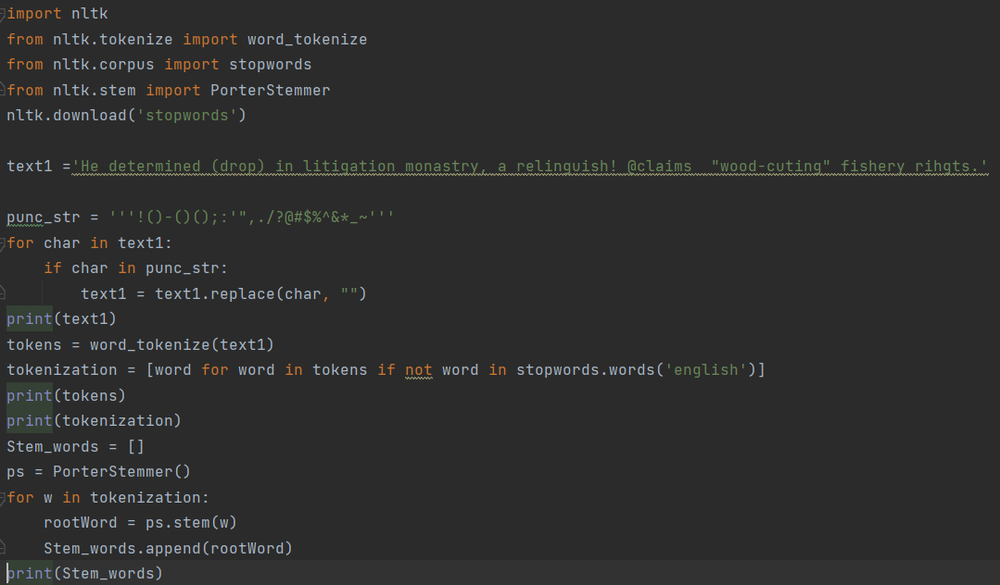 import nltk
from nltk.tokenize import word_tokenize
from nltk.corpus import stopwords
from nltk.stem import PorterStemmer
nltk.download('stopwords')
text1 ='He determined (drop) in litigation monastry, a relinguish! @claims  "wood-cuting" fishery rihgts.'
punc_str = '''!()-()();:'",./?@#$%^&*_~'''
for char in text1:
    if char in punc_str:
        text1 = text1.replace(char, "")
print(text1)
tokens = word_tokenize(text1)
tokenization = [word for word in tokens if not word in stopwords.words('english')]
print(tokens)
print(tokenization)
Stem_words = []
ps = PorterStemmer()
for w in tokenization:
    rootWord = ps.stem(w)
    Stem_words.append(rootWord)
print(Stem_words)